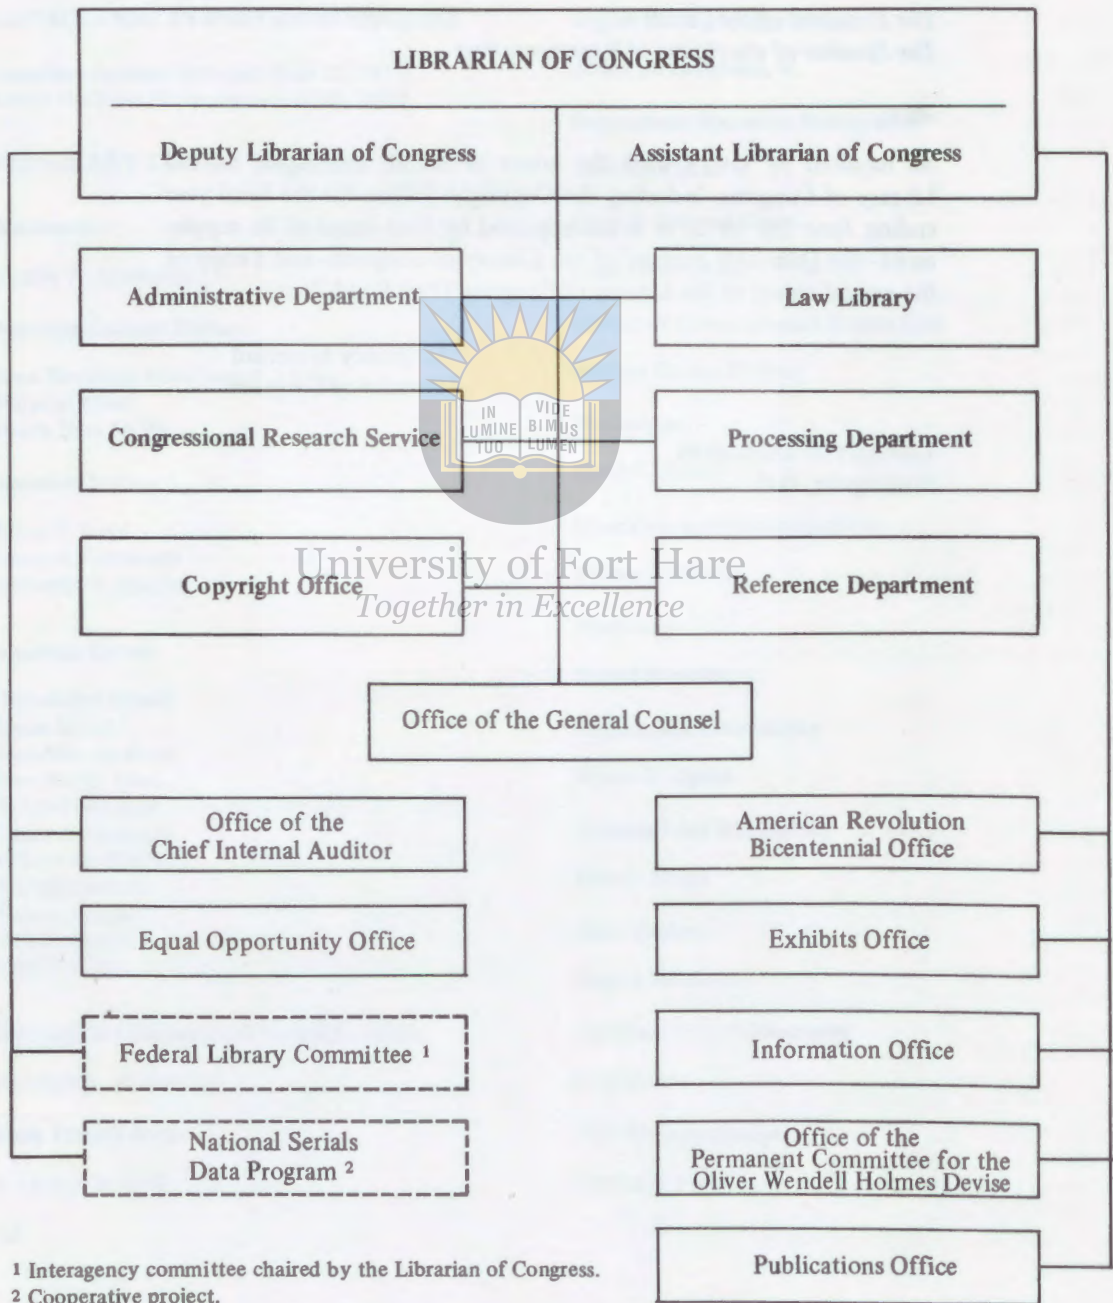 LIBRARIAN OF CONGRESS
Deputy Librarian of Congress
Assistant Librarian of Congress
Administrative Department
Law Library
IN LUMINE TUO
VIDE BIMUS LUMEN
Congressional Research Service
Processing Department
University of Fort Hare
Together in Excellence
Copyright Office
Reference Department
Office of the General Counsel
Office of the
Chief Internal Auditor
American Revolution
Bicentennial Office
Equal Opportunity Office
Exhibits Office
Federal Library Committee 1
Information Office
National Serials
Data Program 2
Office of the
Permanent Committee for the
Oliver Wendell Holmes Devise
Publications Office
1 Interagency committee chaired by the Librarian of Congress.
2 Cooperative project.